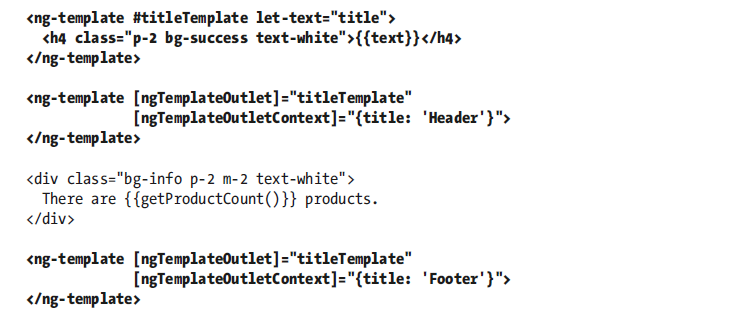 <ng-template #titleTemplate let-text="title">
  <h4 class="p-2 bg-success text-white">{{text}}</h4>
</ng-template>

<ng-template [ngTemplateOutlet]="titleTemplate"
             [ngTemplateOutletContext]="{title: 'Header'}">
</ng-template>

<div class="bg-info p-2 m-2 text-white">
  There are {{getProductCount()}} products.
</div>

<ng-template [ngTemplateOutlet]="titleTemplate"
             [ngTemplateOutletContext]="{title: 'Footer'}">
</ng-template>